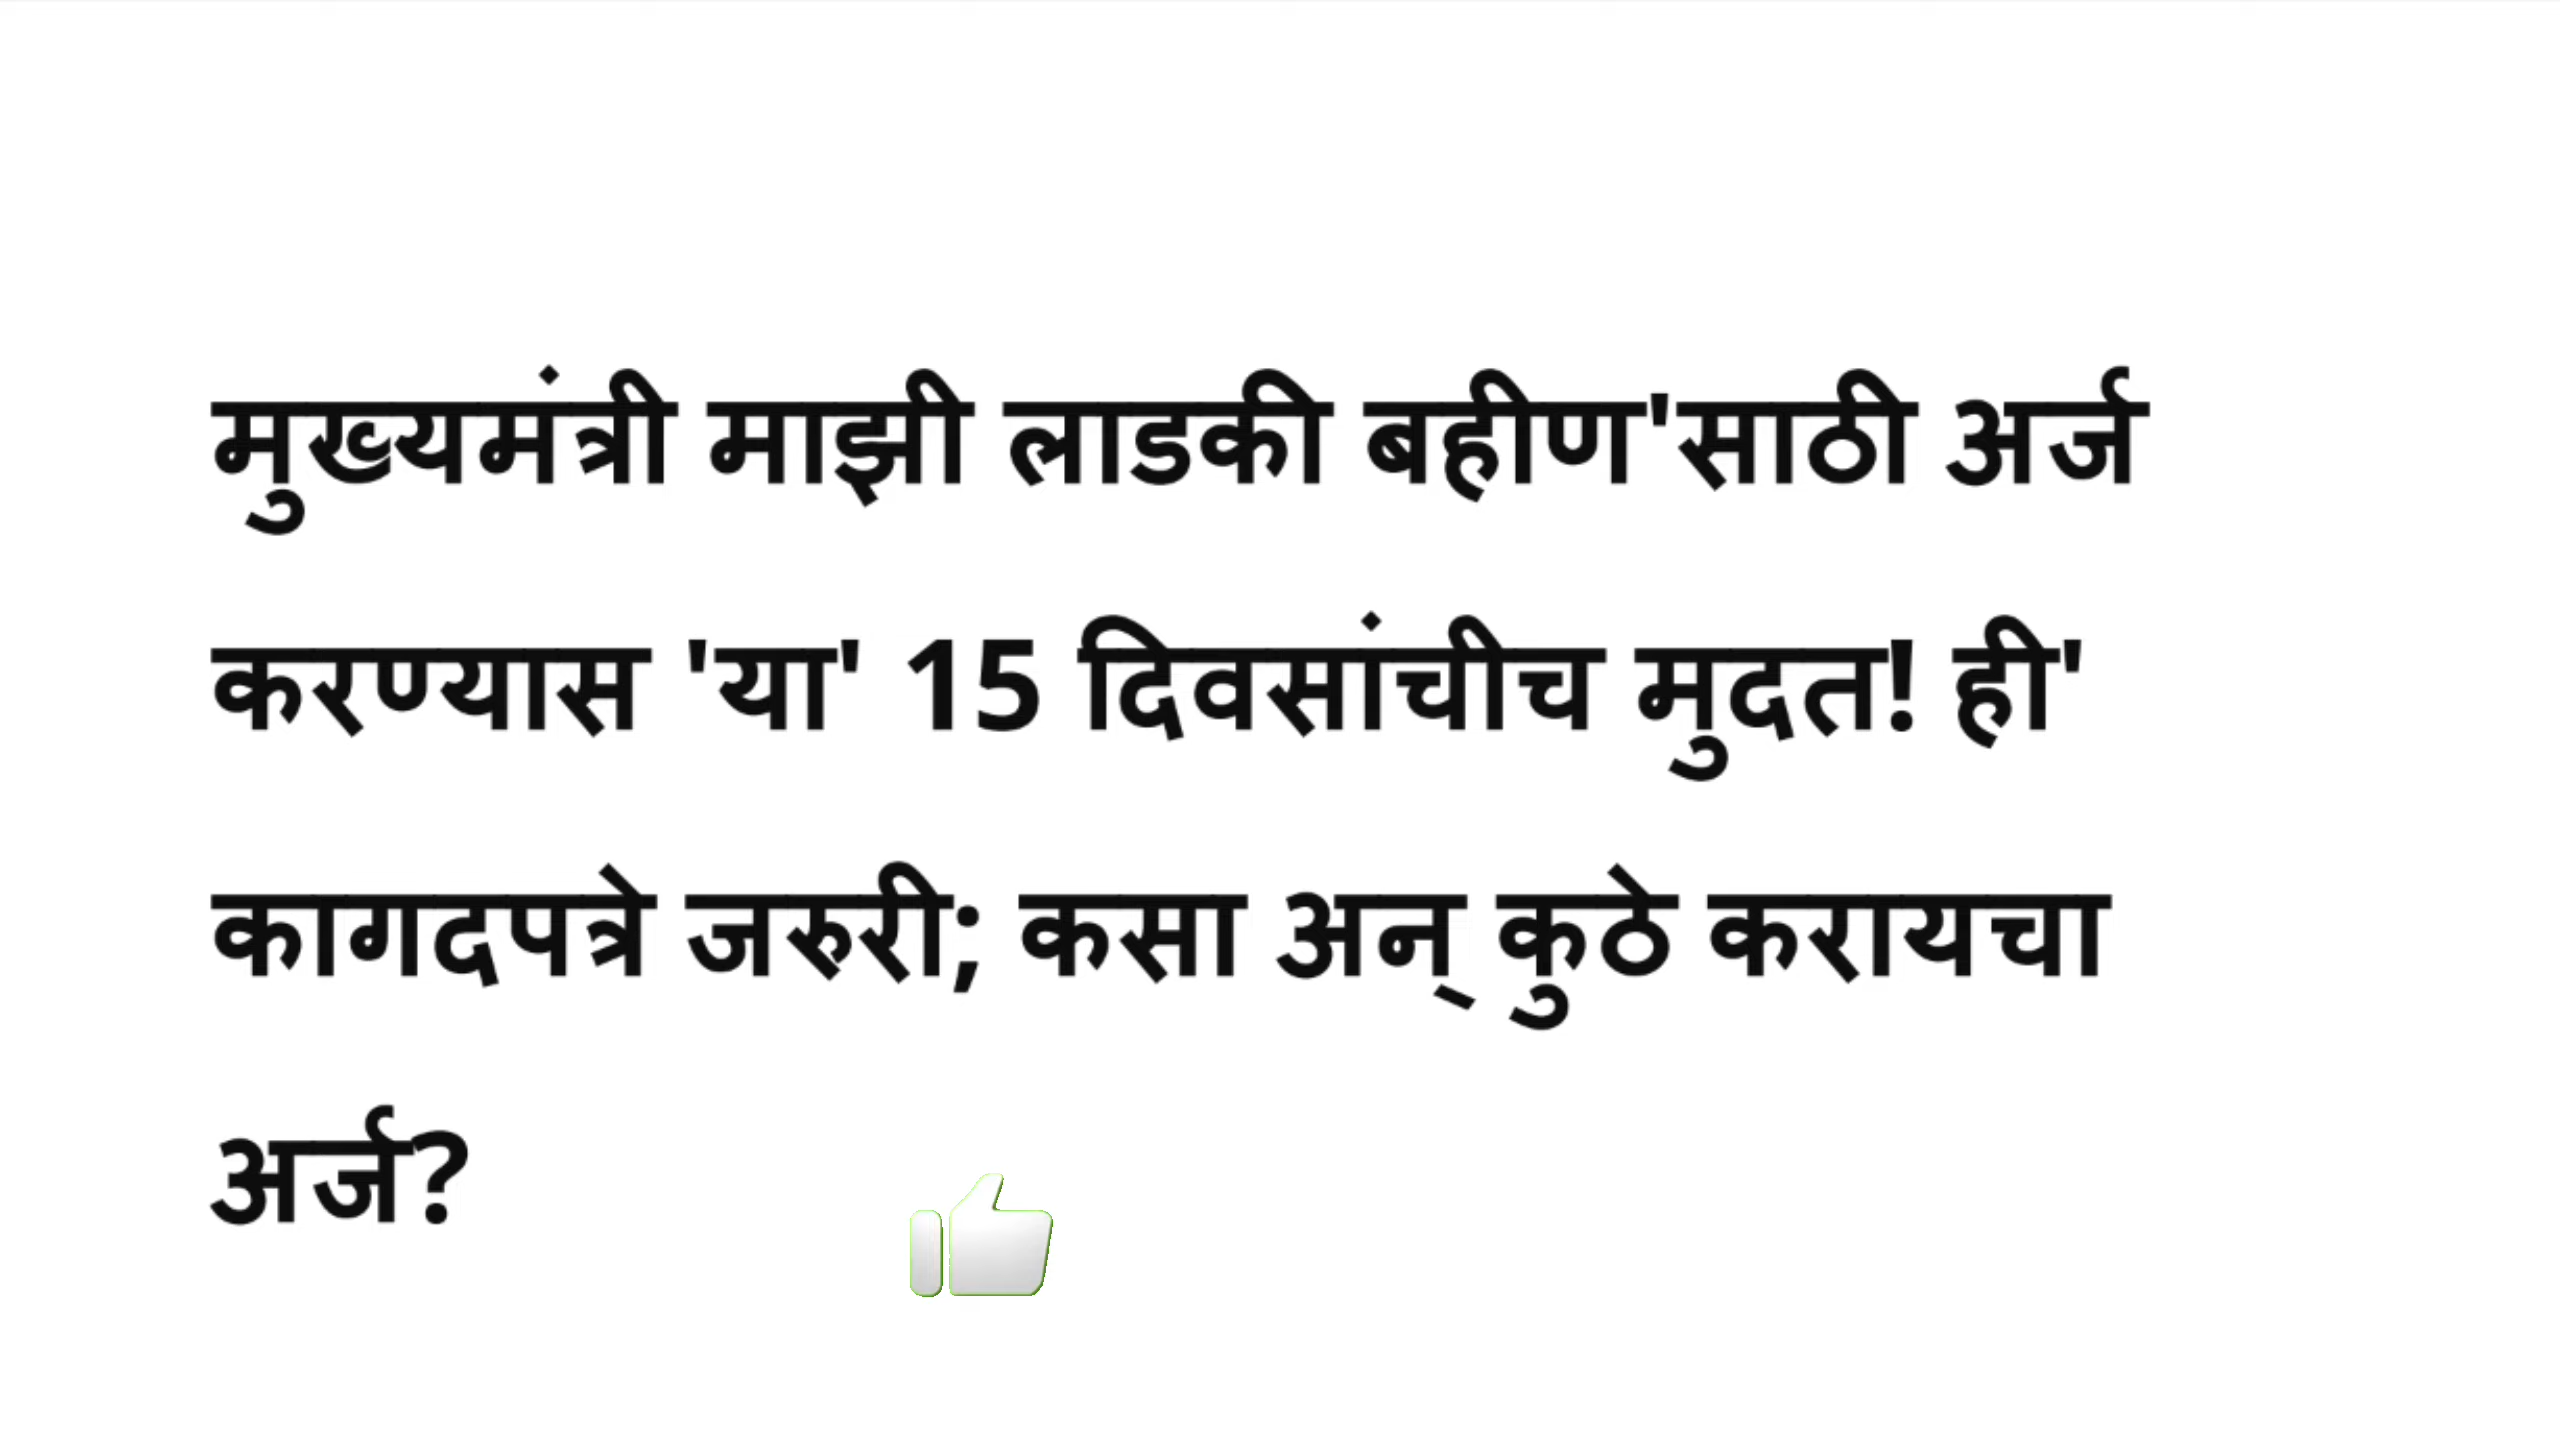 मुख्यमंत्री माझी लाडकी बहीण'साठी अर्ज
करण्यास 'या' 15 दिवसांचीच मुदत! ही'
कागदपत्रे जरुरी; कसा अन् कुठे करायचा
अर्ज?